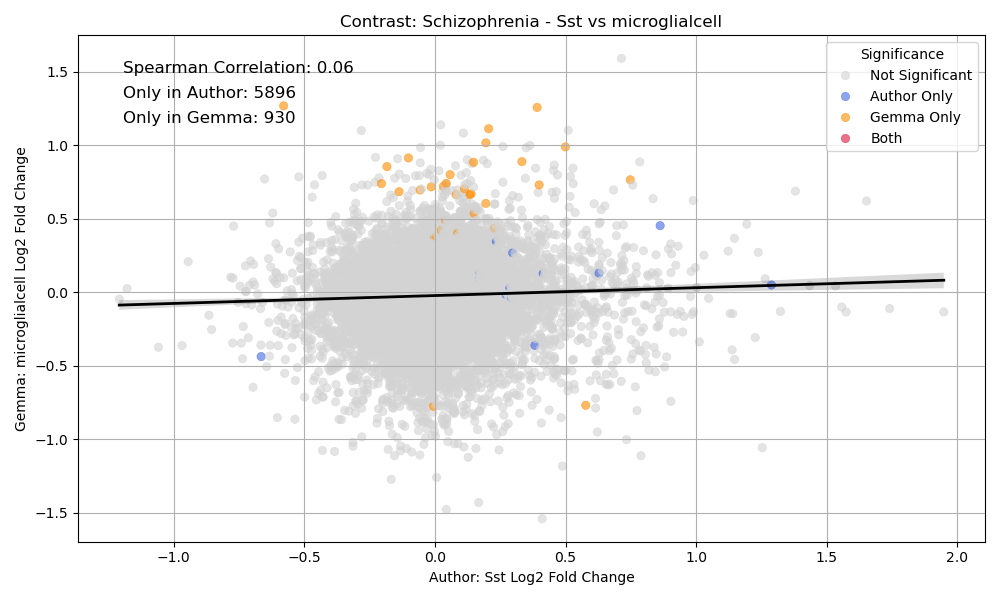 Contrast: Schizophrenia - Sst vs microglialcell
Spearman Correlation: 0.06
Only in Author: 5896
Only in Gemma: 930
Significance
Not Significant
Author Only
Gemma Only
Both
Gemma: microglialcell Log2 Fold Change
1.5
1.0
0.5
0.0
−0.5
−1.0
−1.5
−1.0
−0.5
0.0
0.5
1.0
1.5
2.0
Author: Sst Log2 Fold Change